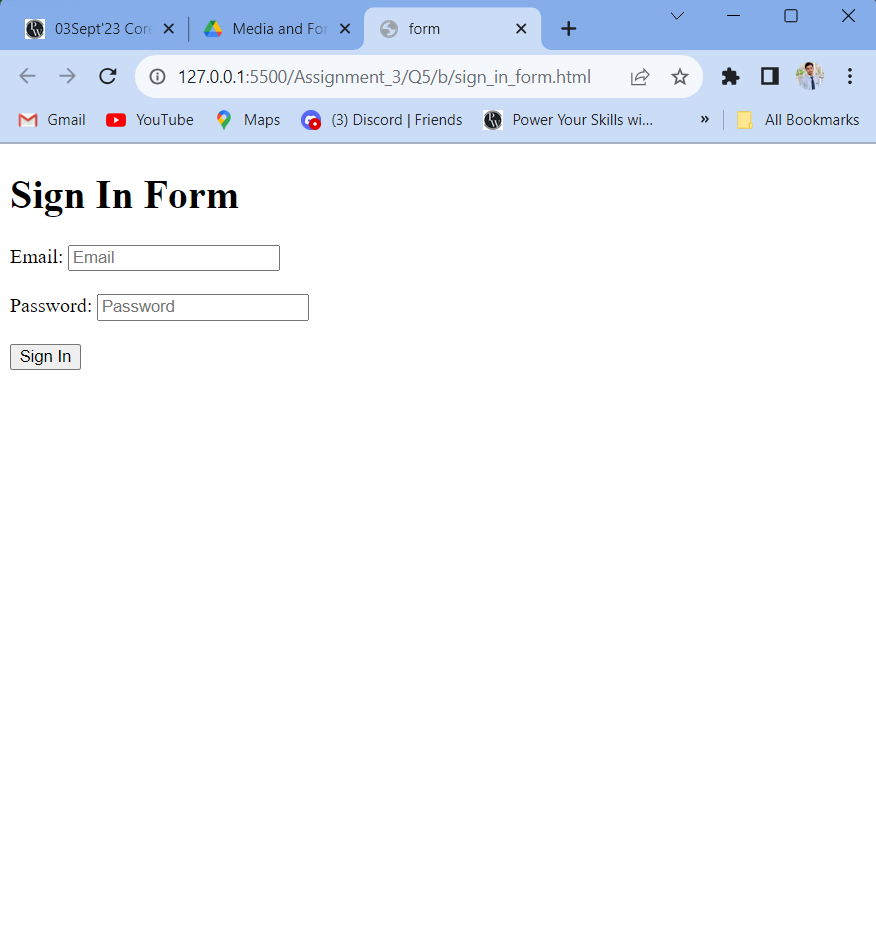 03Sept'23 Core
Media and For
form
127.0.0.1:5500/Assignment_3/Q5/b/sign_in_form.html
Gmail
YouTube
Maps
(3) Discord | Friends
Power Your Skills wi...
»
All Bookmarks
Sign In Form
Email: Email
Password: Password
Sign In